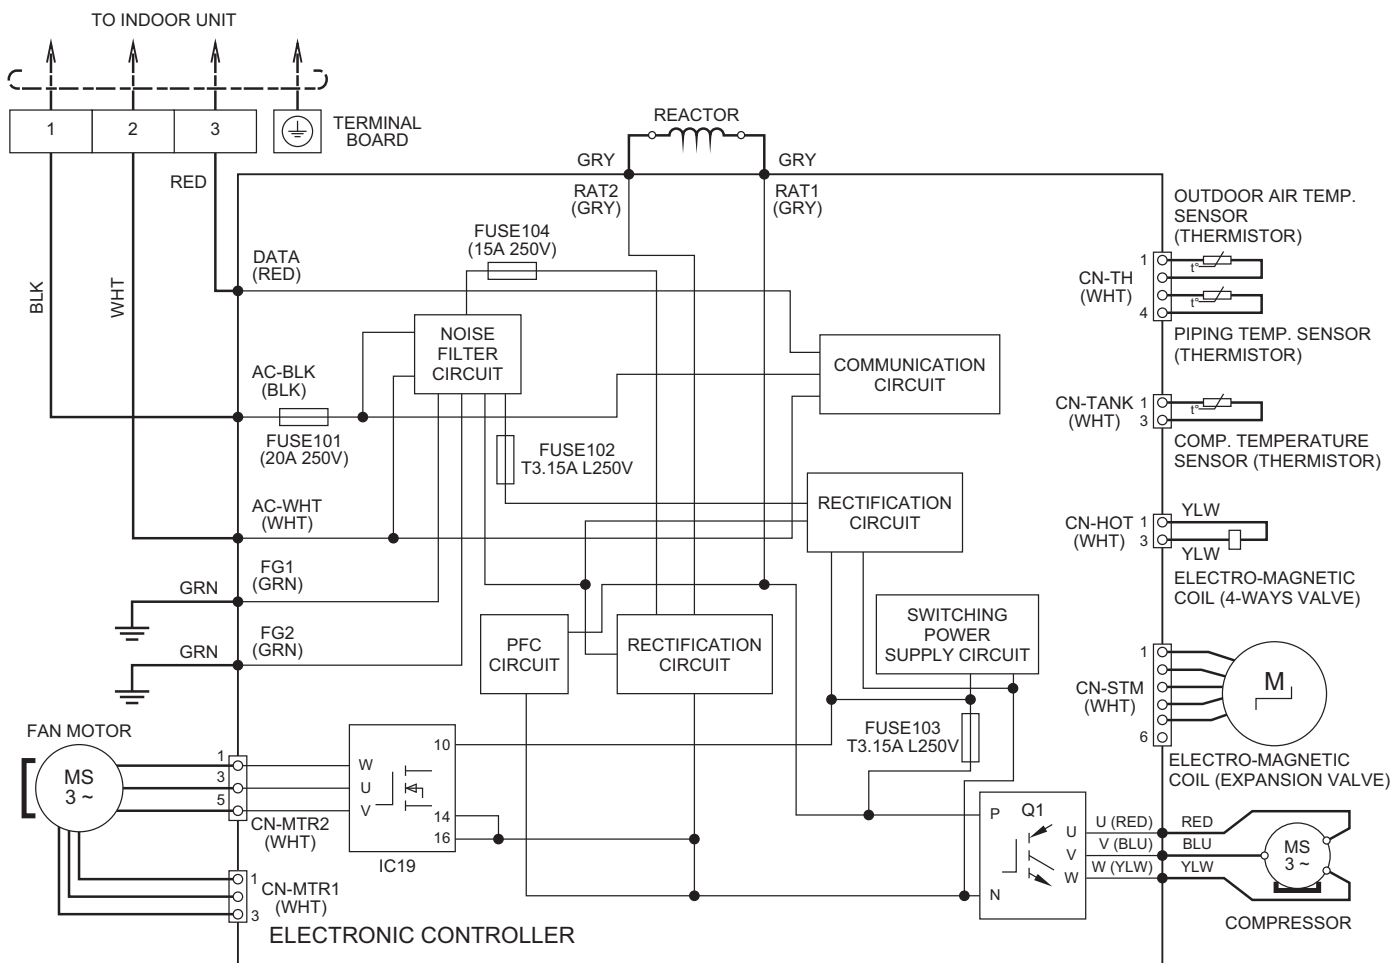 TO INDOOR UNIT
1
2
3
TERMINAL
BOARD
BLK
WHT
RED
REACTOR
GRY
GRY
RAT2
(GRY)
RAT1
(GRY)
FUSE104
(15A 250V)
DATA
(RED)
NOISE
FILTER
CIRCUIT
COMMUNICATION
CIRCUIT
AC-BLK
(BLK)
FUSE101
(20A 250V)
FUSE102
T3.15A L250V
AC-WHT
(WHT)
RECTIFICATION
CIRCUIT
FG1
(GRN)
GRN
FG2
(GRN)
GRN
PFC
CIRCUIT
RECTIFICATION
CIRCUIT
SWITCHING
POWER
SUPPLY CIRCUIT
FUSE103
T3.15A L250V
OUTDOOR AIR TEMP.
SENSOR
(THERMISTOR)
CN-TH
(WHT)
1
4
t°
t°
PIPING TEMP. SENSOR
(THERMISTOR)
CN-TANK
(WHT)
1
3
t°
COMP. TEMPERATURE
SENSOR (THERMISTOR)
CN-HOT
(WHT)
1
3
YLW
YLW
ELECTRO-MAGNETIC
COIL (4-WAYS VALVE)
CN-STM
(WHT)
1
6
M
ELECTRO-MAGNETIC
COIL (EXPANSION VALVE)
FAN MOTOR
MS
3 ~
1
3
5
CN-MTR2
(WHT)
W
U
V
10
14
16
IC19
1
3
CN-MTR1
(WHT)
P
N
Q1
U
V
W
U (RED)
V (BLU)
W (YLW)
RED
BLU
YLW
MS
3 ~
COMPRESSOR
ELECTRONIC CONTROLLER